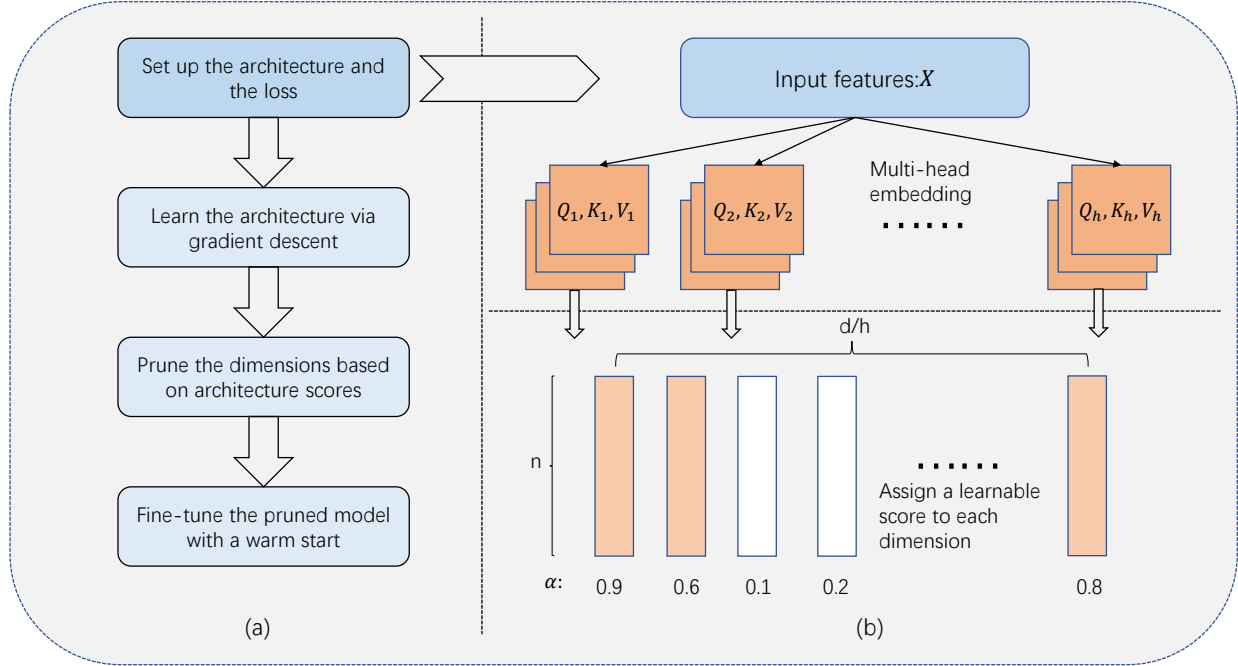 Set up the architecture and
the loss
Learn the architecture via
gradient descent
Prune the dimensions based
on architecture scores
Fine-tune the pruned model
with a warm start
(a)
Input features:X
Q₁, K₁, V₁
Q₂, K₂, V₂
Multi-head
embedding
......
Qₕ, Kₕ, Vₕ
d/h
n
......
Assign a learnable
score to each
dimension
α: 0.9 0.6 0.1 0.2 0.8
(b)